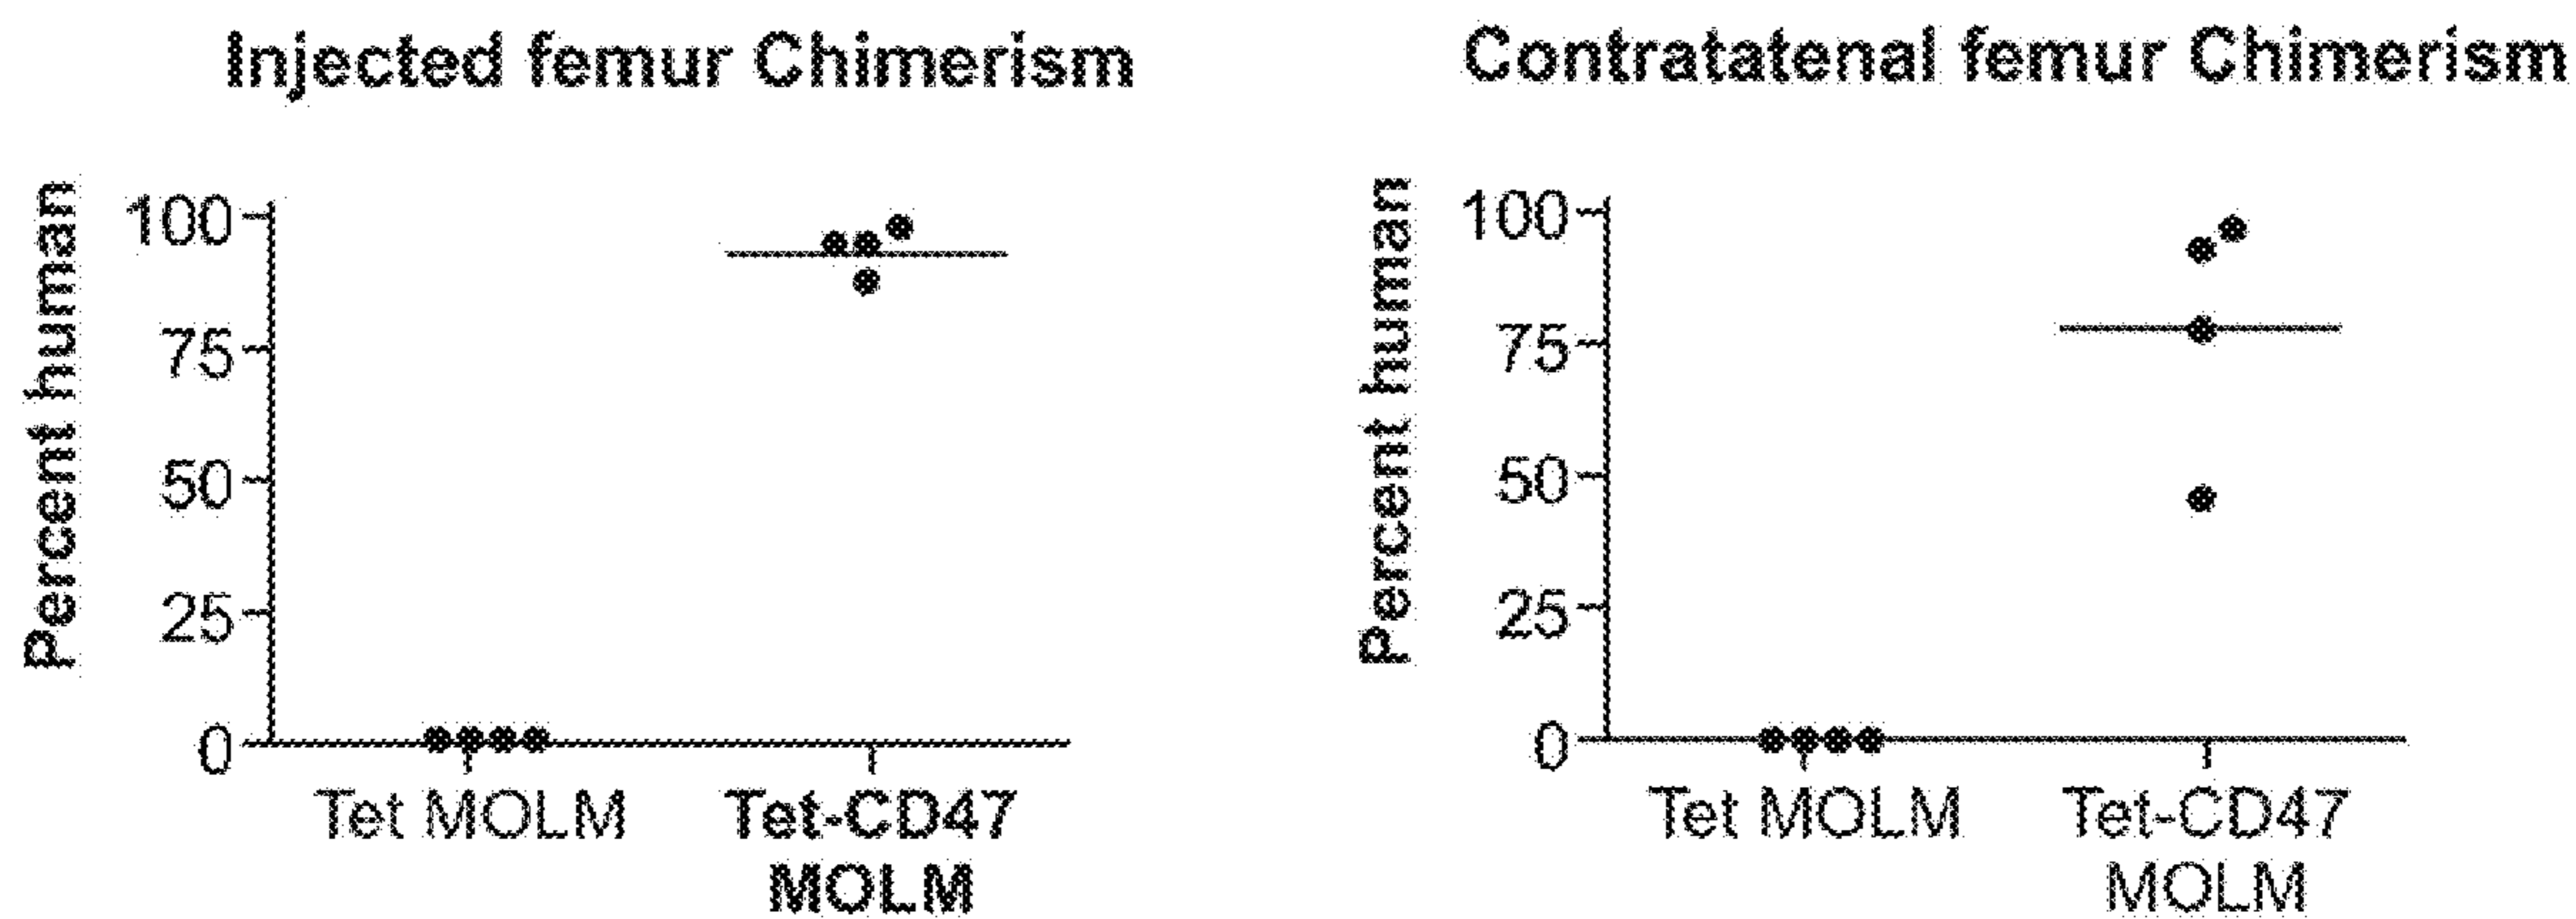 Injected femur Chimerism
Percent human
100
75
50
25
0
Tet MOLM
Tet-CD47
MOLM
Contratatenal femur Chimerism
Percent human
100
75
50
25
0
Tet MOLM
Tet-CD47
MOLM